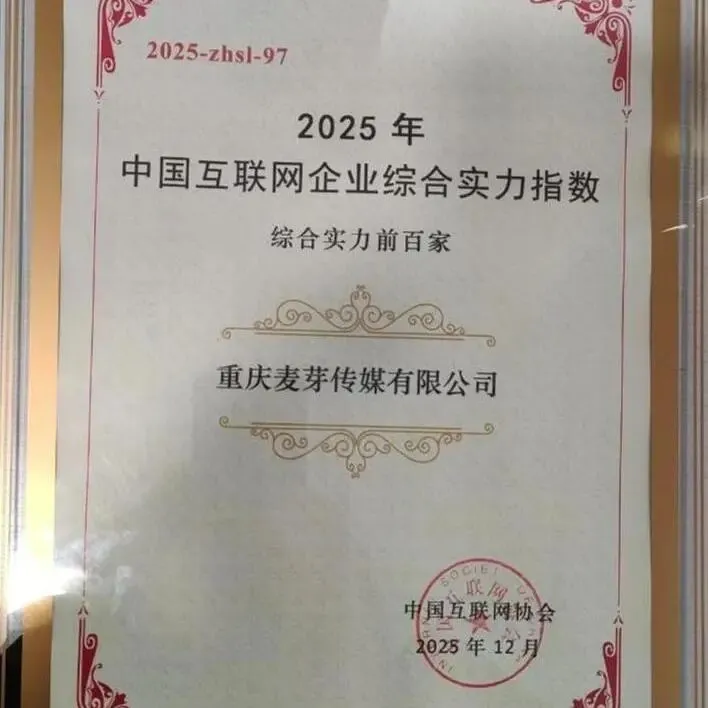 2025-zhsl-97
2025 年
中国互联网企业综合实力指数
综合实力前百家
重庆麦芽传媒有限公司
中国互联网协会
2025 年 12 月